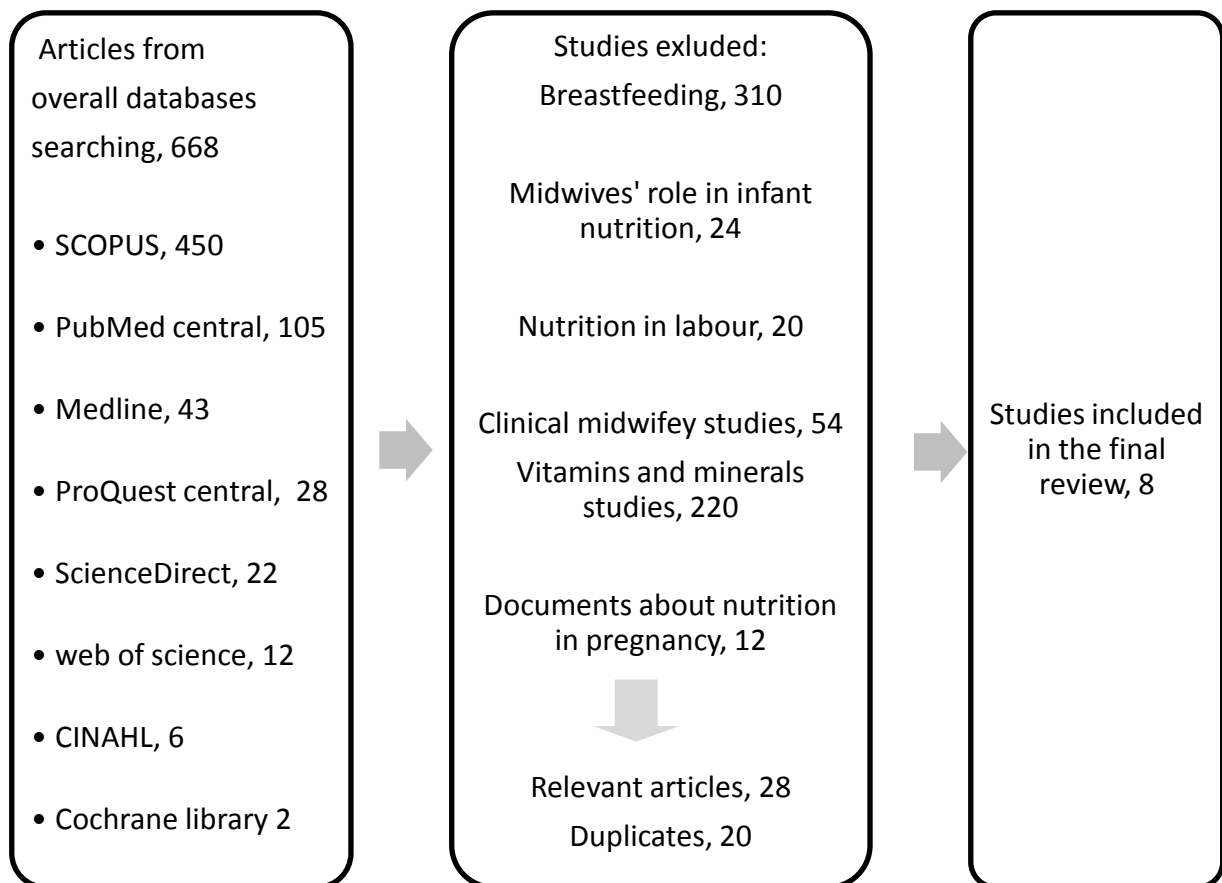 Articles from
overall databases
searching, 668
• SCOPUS, 450
• PubMed central, 105
• Medline, 43
• ProQuest central, 28
• ScienceDirect, 22
• web of science, 12
• CINAHL, 6
• Cochrane library 2
Studies exluded:
Breastfeeding, 310
Midwives' role in infant
nutrition, 24
Nutrition in labour, 20
Clinical midwifey studies, 54
Vitamins and minerals
studies, 220
Documents about nutrition
in pregnancy, 12
Relevant articles, 28
Duplicates, 20
Studies included
in the final
review, 8